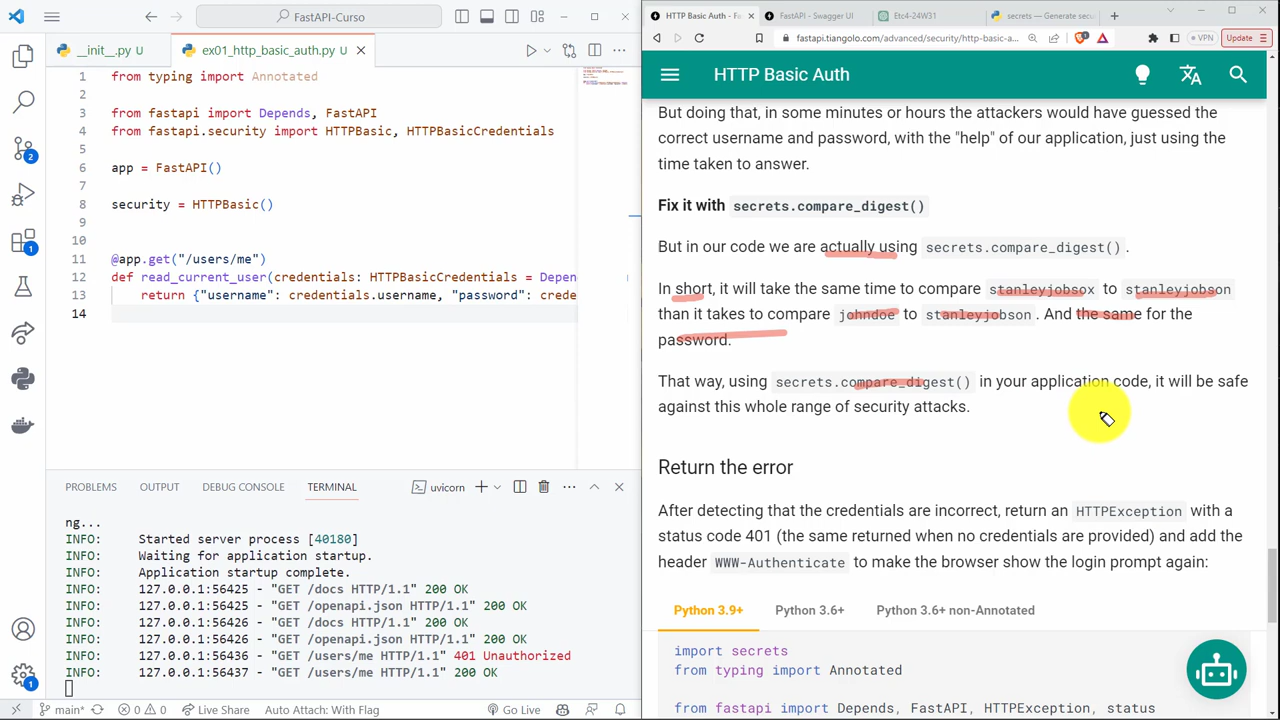 FastAPI-Curso
__init__.py U
ex01_http_basic_auth.py U
1 from typing import Annotated
2
3 from fastapi import Depends, FastAPI
4 from fastapi.security import HTTPBasic, HTTPBasicCredentials
5
6 app = FastAPI()
7
8 security = HTTPBasic()
9
10
11 @app.get("/users/me")
12 def read_current_user(credentials: HTTPBasicCredentials = Depen
13 return {"username": credentials.username, "password": crede
14
2
1
1
PROBLEMS OUTPUT DEBUG CONSOLE TERMINAL uvicorn
ng...
INFO: Started server process [40180]
INFO: Waiting for application startup.
INFO: Application startup complete.
INFO: 127.0.0.1:56425 - "GET /docs HTTP/1.1" 200 OK
INFO: 127.0.0.1:56425 - "GET /openapi.json HTTP/1.1" 200 OK
INFO: 127.0.0.1:56426 - "GET /docs HTTP/1.1" 200 OK
INFO: 127.0.0.1:56426 - "GET /openapi.json HTTP/1.1" 200 OK
INFO: 127.0.0.1:56436 - "GET /users/me HTTP/1.1" 401 Unauthorized
INFO: 127.0.0.1:56437 - "GET /users/me HTTP/1.1" 200 OK
main* 0 0 Live Share Auto Attach: With Flag Go Live
HTTP Basic Auth - Fa
FastAPI - Swagger UI
Etc4-24W31
secrets — Generate secu
fastapi.tiangolo.com/advanced/security/http-basic-a...
VPN
Update
HTTP Basic Auth
But doing that, in some minutes or hours the attackers would have guessed the
correct username and password, with the "help" of our application, just using the
time taken to answer.
Fix it with secrets.compare_digest()
But in our code we are actually using secrets.compare_digest() .
In short, it will take the same time to compare stanleyjobsox to stanleyjobson
than it takes to compare johndoe to stanleyjobson . And the same for the
password.
That way, using secrets.compare_digest() in your application code, it will be safe
against this whole range of security attacks.
Return the error
After detecting that the credentials are incorrect, return an HTTPException with a
status code 401 (the same returned when no credentials are provided) and add the
header WWW-Authenticate to make the browser show the login prompt again:
Python 3.9+ Python 3.6+ Python 3.6+ non-Annotated
import secrets
from typing import Annotated
from fastapi import Depends, FastAPI, HTTPException, status